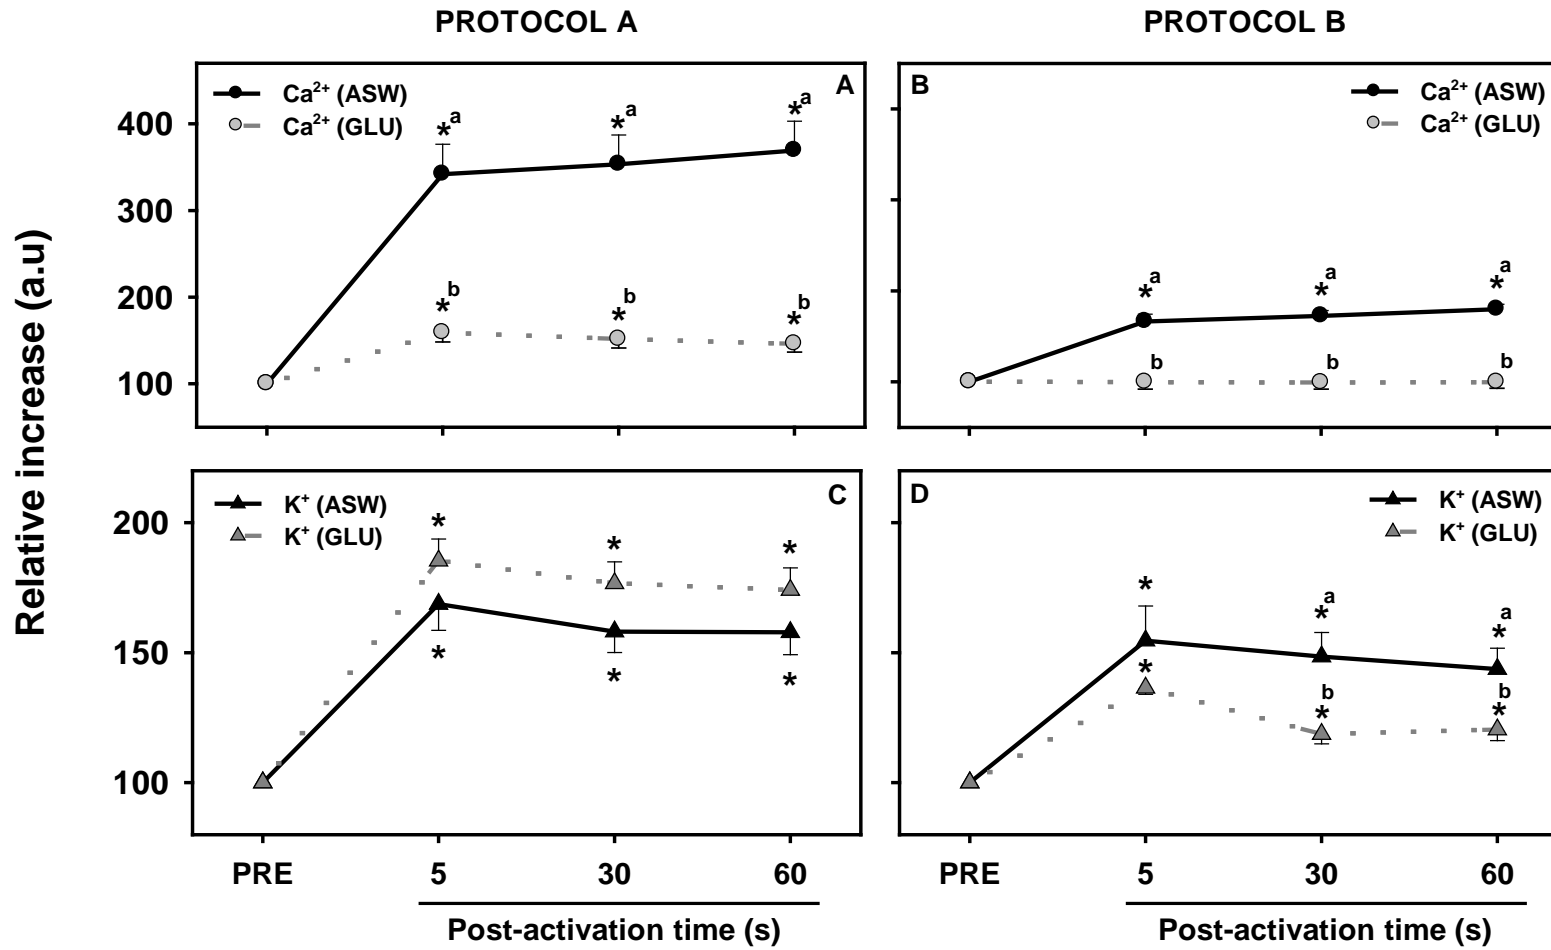 PROTOCOL A
PROTOCOL B
Relative increase (a.u)
Ca²⁺ (ASW)
Ca²⁺ (GLU)
A
400
300
200
100
*a
*a
*a
*b
*b
*b
B
Ca²⁺ (ASW)
Ca²⁺ (GLU)
*a
*a
*a
b
b
b
K⁺ (ASW)
K⁺ (GLU)
C
200
150
100
*
*
*
*
*
*
D
K⁺ (ASW)
K⁺ (GLU)
*
*a
*a
*
*b
*b
PRE 5 30 60
Post-activation time (s)
PRE 5 30 60
Post-activation time (s)